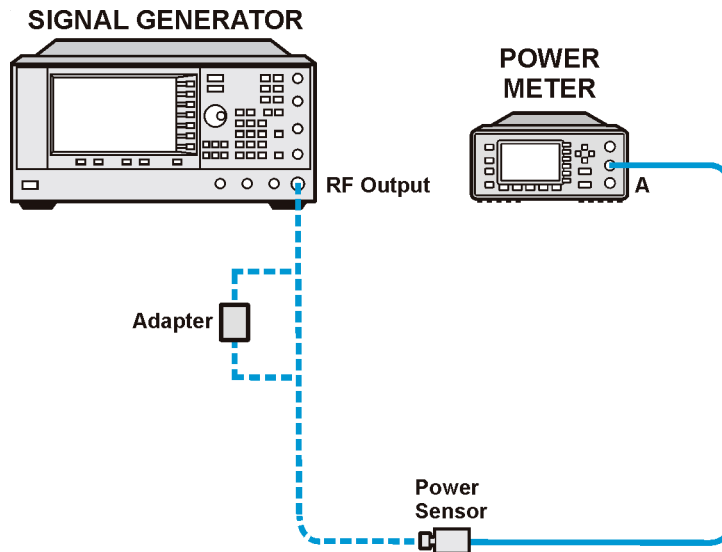 SIGNAL GENERATOR
POWER
METER
RF Output
A
Adapter
Power
Sensor